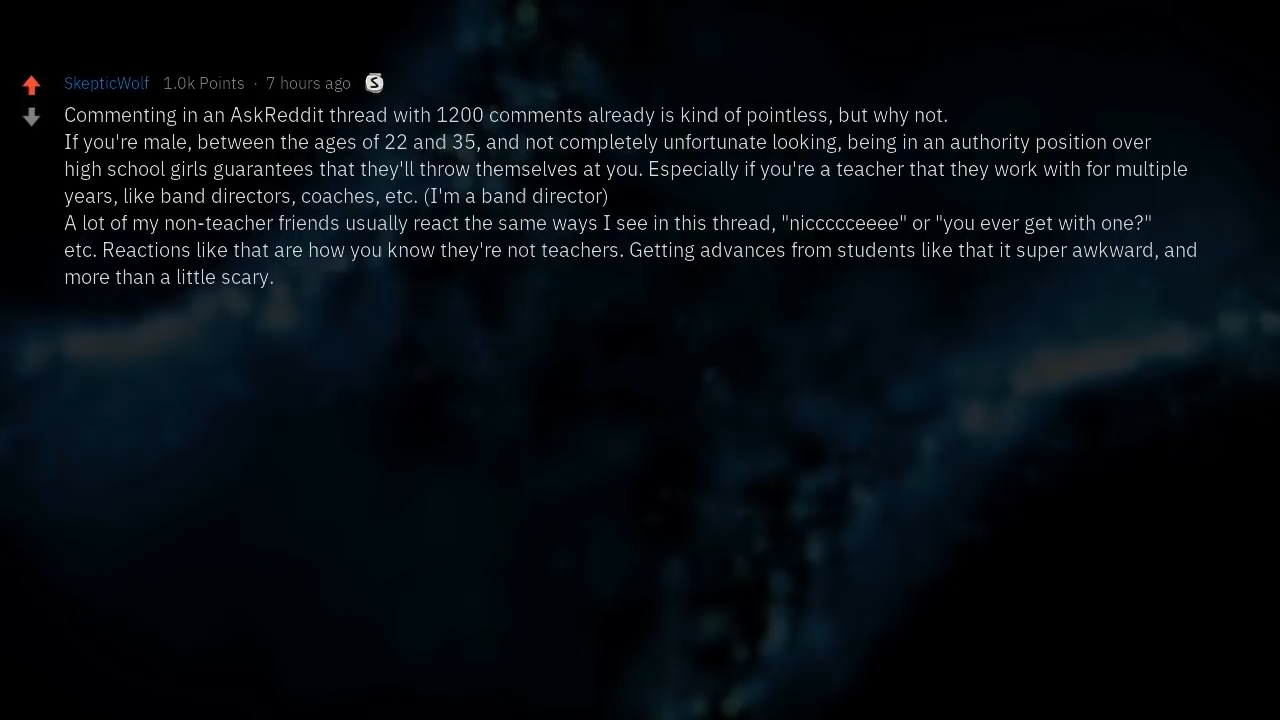 SkepticWolf 1.0k Points · 7 hours ago S
Commenting in an AskReddit thread with 1200 comments already is kind of pointless, but why not.
If you're male, between the ages of 22 and 35, and not completely unfortunate looking, being in an authority position over
high school girls guarantees that they'll throw themselves at you. Especially if you're a teacher that they work with for multiple
years, like band directors, coaches, etc. (I'm a band director)
A lot of my non-teacher friends usually react the same ways I see in this thread, "niccccceeee" or "you ever get with one?"
etc. Reactions like that are how you know they're not teachers. Getting advances from students like that it super awkward, and
more than a little scary.